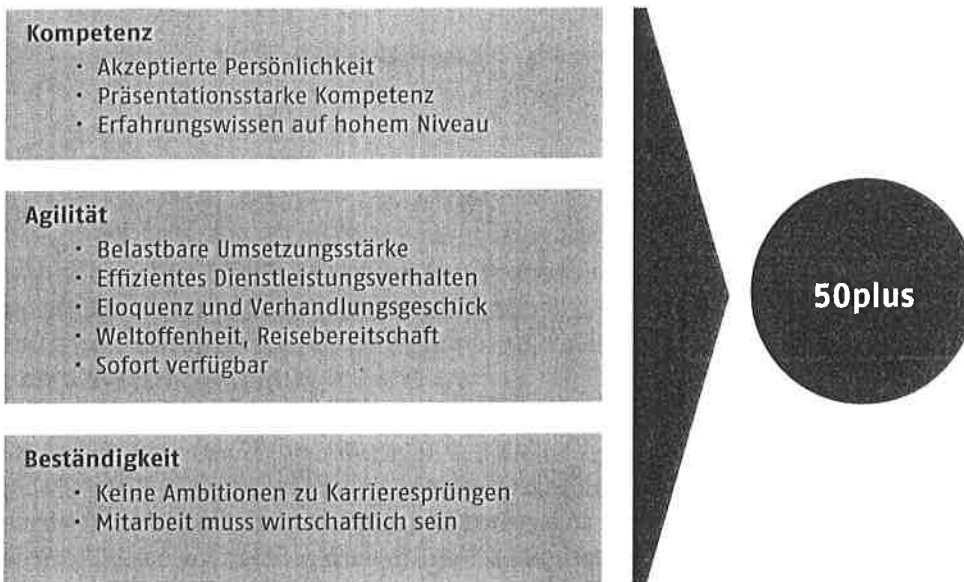 Kompetenz
· Akzeptierte Persönlichkeit
· Präsentationsstarke Kompetenz
· Erfahrungswissen auf hohem Niveau
Agilität
· Belastbare Umsetzungsstärke
· Effizientes Dienstleistungsverhalten
· Eloquenz und Verhandlungsgeschick
· Weltoffenheit, Reisebereitschaft
· Sofort verfügbar
Beständigkeit
· Keine Ambitionen zu Karrieresprüngen
· Mitarbeit muss wirtschaftlich sein
50plus